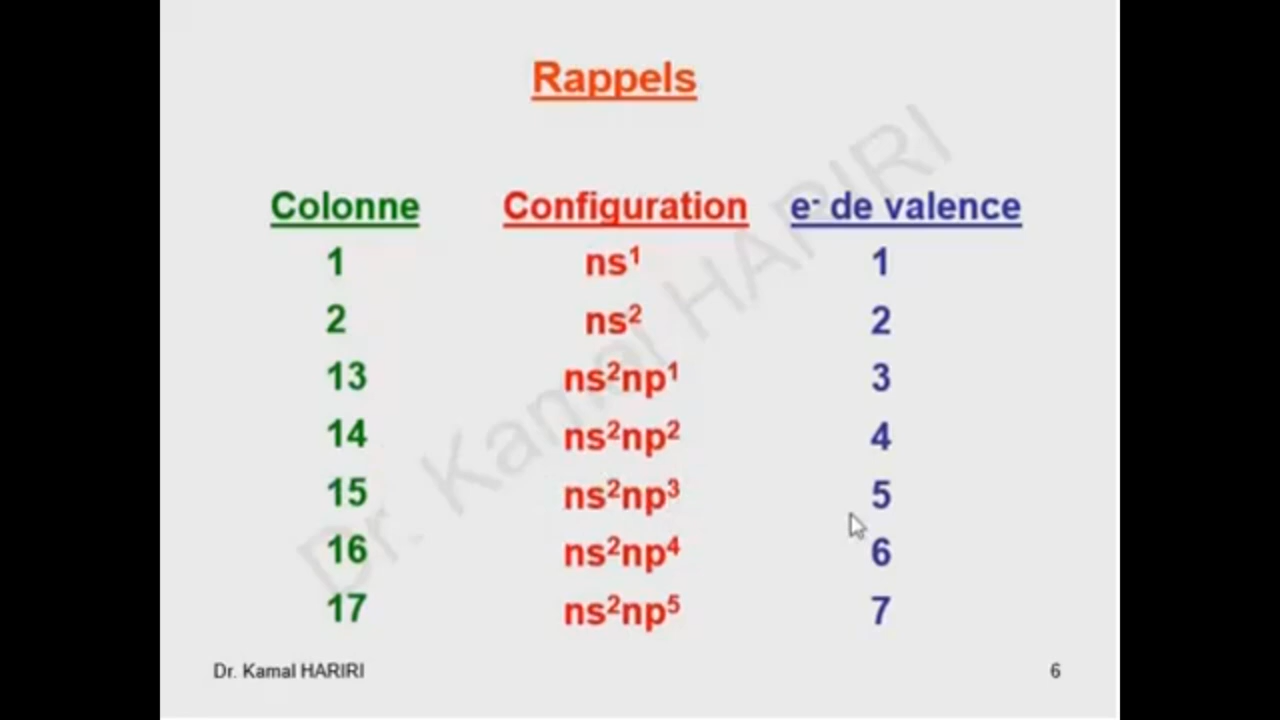 Rappels
Colonne Configuration e⁻ de valence
1 ns¹ 1
2 ns² 2
13 ns²np¹ 3
14 ns²np² 4
15 ns²np³ 5
16 ns²np⁴ 6
17 ns²np⁵ 7
Dr. Kamal HARIRI
Dr. Kamal HARIRI 6